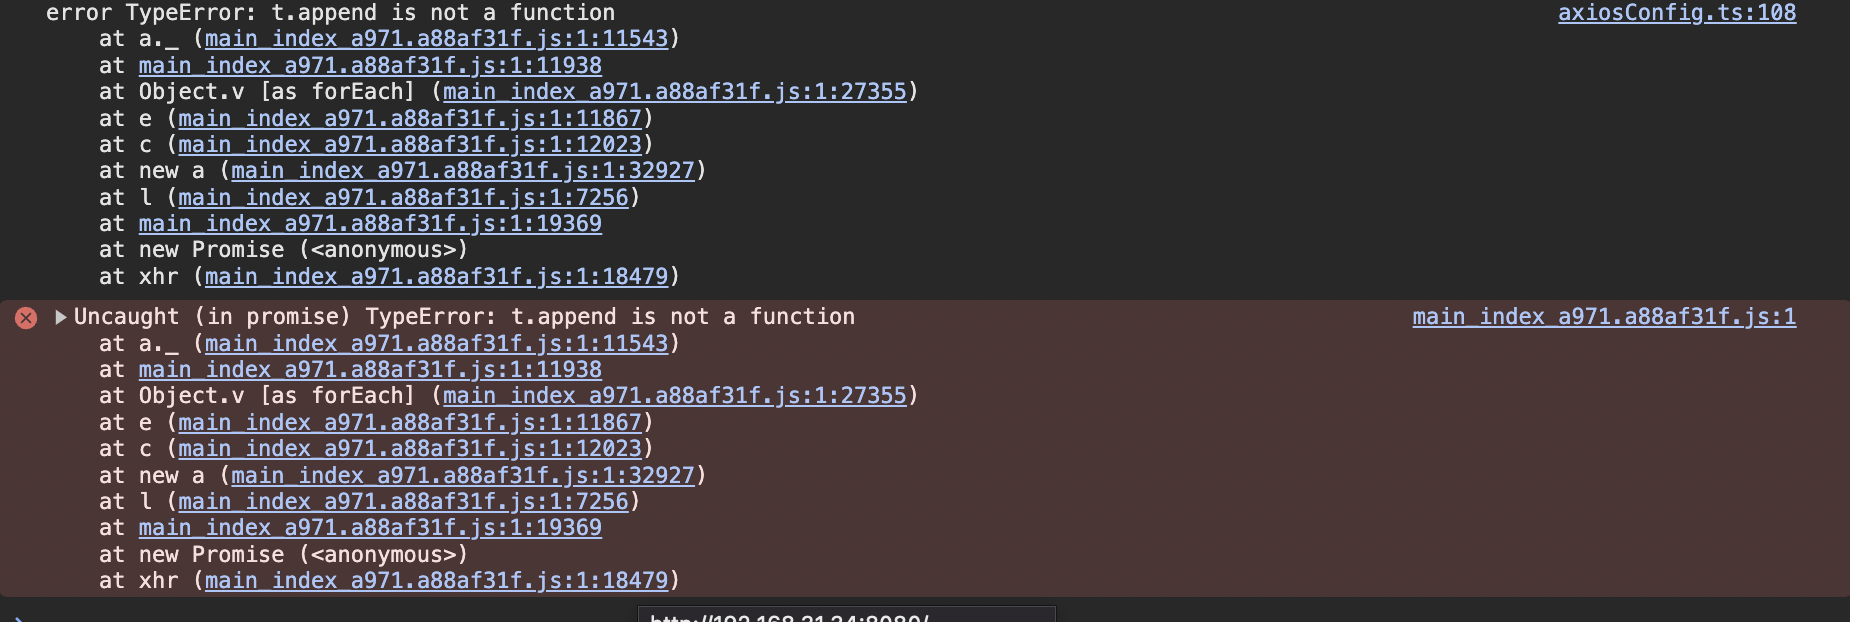 error TypeError: t.append is not a function axiosConfig.ts:108
at a._ (main_index_a971.a88af31f.js:1:11543)
at main_index_a971.a88af31f.js:1:11938
at Object.v [as forEach] (main_index_a971.a88af31f.js:1:27355)
at e (main_index_a971.a88af31f.js:1:11867)
at c (main_index_a971.a88af31f.js:1:12023)
at new a (main_index_a971.a88af31f.js:1:32927)
at l (main_index_a971.a88af31f.js:1:7256)
at main_index_a971.a88af31f.js:1:19369
at new Promise (<anonymous>)
at xhr (main_index_a971.a88af31f.js:1:18479)
Uncaught (in promise) TypeError: t.append is not a function main_index_a971.a88af31f.js:1
at a._ (main_index_a971.a88af31f.js:1:11543)
at main_index_a971.a88af31f.js:1:11938
at Object.v [as forEach] (main_index_a971.a88af31f.js:1:27355)
at e (main_index_a971.a88af31f.js:1:11867)
at c (main_index_a971.a88af31f.js:1:12023)
at new a (main_index_a971.a88af31f.js:1:32927)
at l (main_index_a971.a88af31f.js:1:7256)
at main_index_a971.a88af31f.js:1:19369
at new Promise (<anonymous>)
at xhr (main_index_a971.a88af31f.js:1:18479)